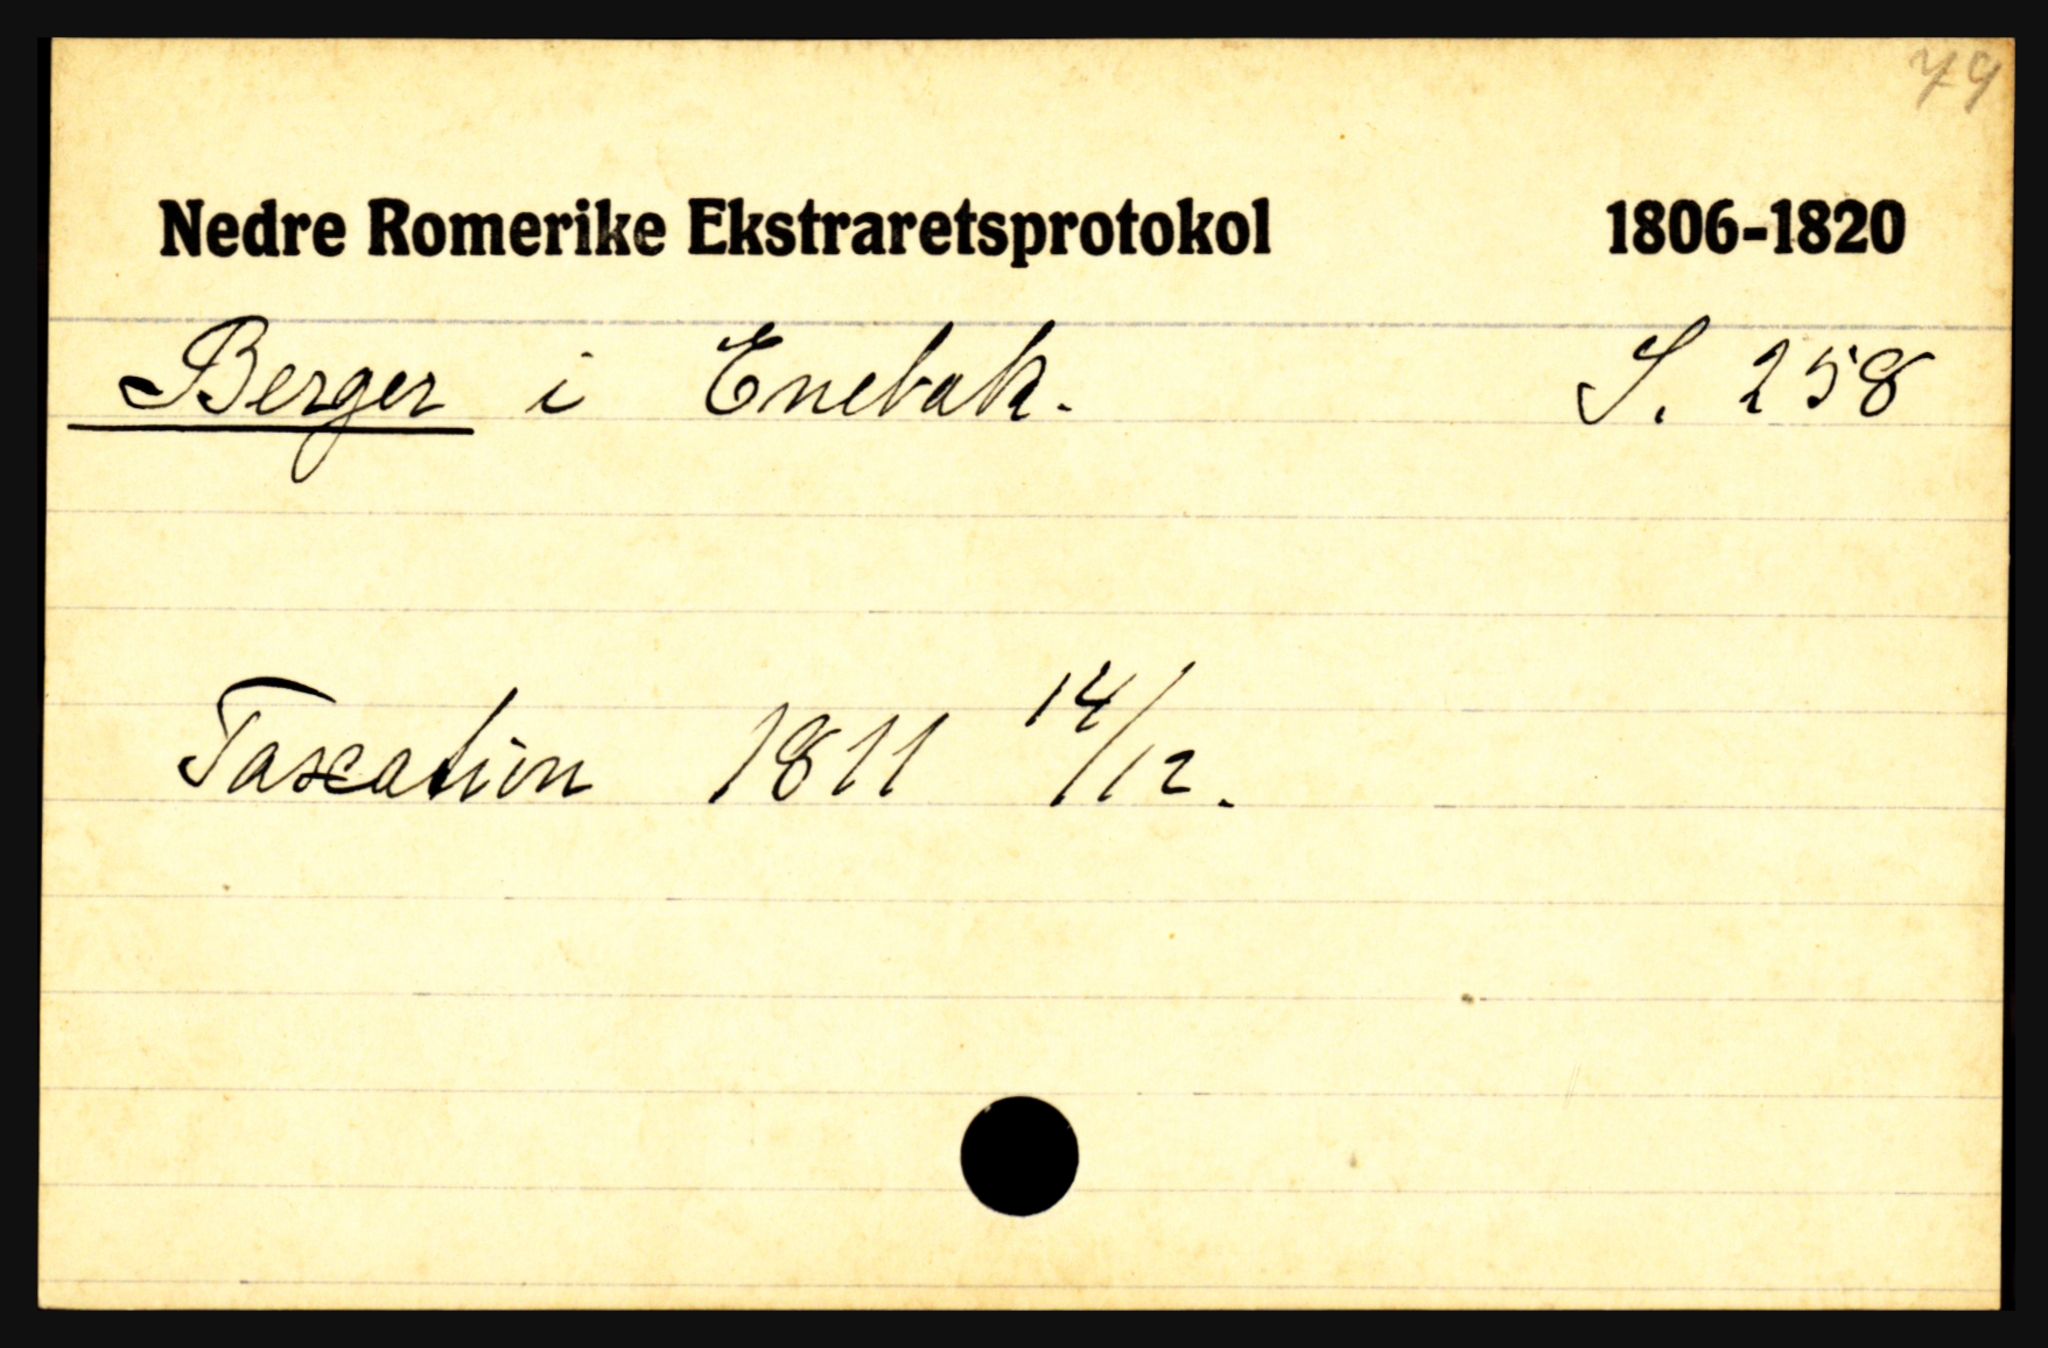 79
Nedre Romerike Ekstraretsprotokol 1806-1820
Berger i Enebak. S. 258
Taxation 1811 14/12.